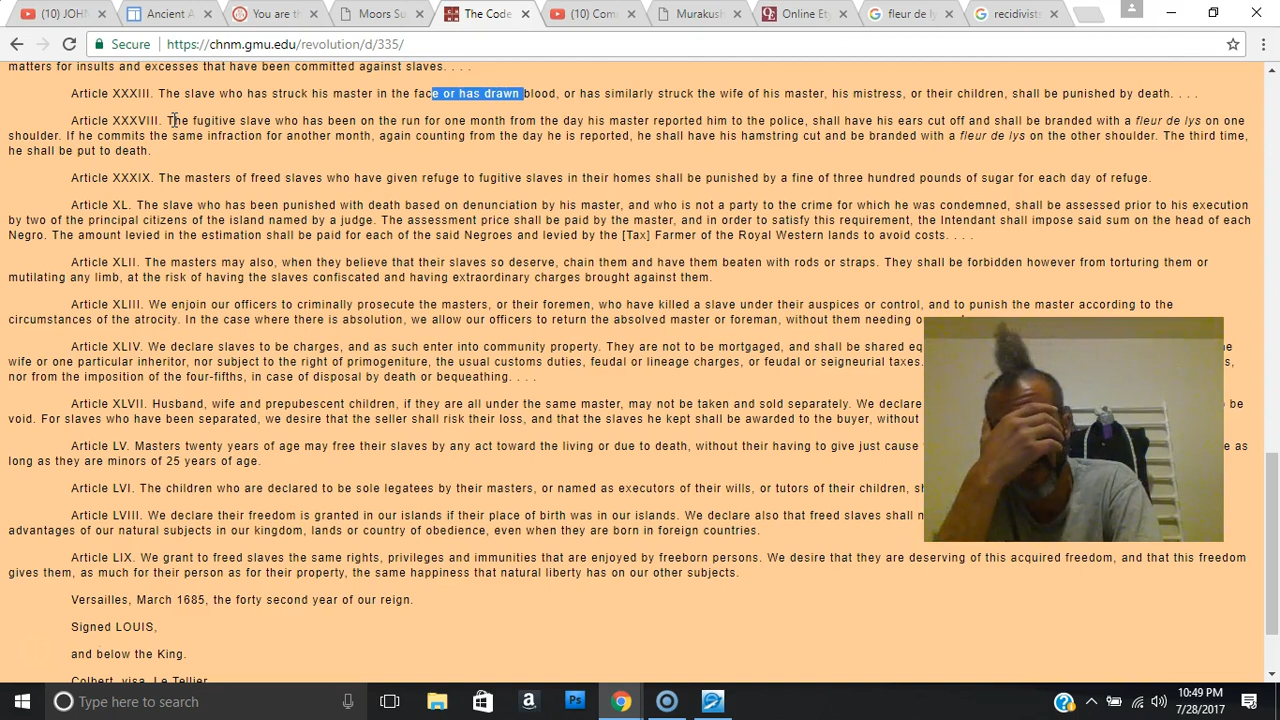 (10) JOHN
Ancient A
You are th
Moors Su
The Code
(10) Com
Murakush
Online Ety
fleur de ly
recidivist
Secure
https://chnm.gmu.edu/revolution/d/335/
matters for insults and excesses that have been committed against slaves. . . .
Article XXXIII. The slave who has struck his master in the face or has drawn blood, or has similarly struck the wife of his master, his mistress, or their children, shall be punished by death. . . .
Article XXXVIII. The fugitive slave who has been on the run for one month from the day his master reported him to the police, shall have his ears cut off and shall be branded with a fleur de lys on one
shoulder. If he commits the same infraction for another month, again counting from the day he is reported, he shall have his hamstring cut and be branded with a fleur de lys on the other shoulder. The third time,
he shall be put to death.
Article XXXIX. The masters of freed slaves who have given refuge to fugitive slaves in their homes shall be punished by a fine of three hundred pounds of sugar for each day of refuge.
Article XL. The slave who has been punished with death based on denunciation by his master, and who is not a party to the crime for which he was condemned, shall be assessed prior to his execution
by two of the principal citizens of the island named by a judge. The assessment price shall be paid by the master, and in order to satisfy this requirement, the Intendant shall impose said sum on the head of each
Negro. The amount levied in the estimation shall be paid for each of the said Negroes and levied by the [Tax] Farmer of the Royal Western lands to avoid costs. . . .
Article XLII. The masters may also, when they believe that their slaves so deserve, chain them and have them beaten with rods or straps. They shall be forbidden however from torturing them or
mutilating any limb, at the risk of having the slaves confiscated and having extraordinary charges brought against them.
Article XLIII. We enjoin our officers to criminally prosecute the masters, or their foremen, who have killed a slave under their auspices or control, and to punish the master according to the
circumstances of the atrocity. In the case where there is absolution, we allow our officers to return the absolved master or foreman, without them needing
Article XLIV. We declare slaves to be charges, and as such enter into community property. They are not to be mortgaged, and shall be shared he
wife or one particular inheritor, nor subject to the right of primogeniture, the usual customs duties, feudal or lineage charges, or feudal or seigneurial taxes.
nor from the imposition of the four-fifths, in case of disposal by death or bequeathing. . . .
Article XLVII. Husband, wife and prepubescent children, if they are all under the same master, may not be taken and sold separately. We declare be
void. For slaves who have been separated, we desire that the seller shall risk their loss, and that the slaves he kept shall be awarded to the buyer, without
Article LV. Masters twenty years of age may free their slaves by any act toward the living or due to death, without their having to give just cause as
long as they are minors of 25 years of age.
Article LVI. The children who are declared to be sole legatees by their masters, or named as executors of their wills, or tutors of their children,
Article LVIII. We declare their freedom is granted in our islands if their place of birth was in our islands. We declare also that freed slaves shall
advantages of our natural subjects in our kingdom, lands or country of obedience, even when they are born in foreign countries.
Article LIX. We grant to freed slaves the same rights, privileges and immunities that are enjoyed by freeborn persons. We desire that they are deserving of this acquired freedom, and that this freedom
gives them, as much for their person as for their property, the same happiness that natural liberty has on our other subjects.
Versailles, March 1685, the forty second year of our reign.
Signed LOUIS,
and below the King.
Colbert, visa, Le Tellier
Type here to search
10:49 PM
7/28/2017